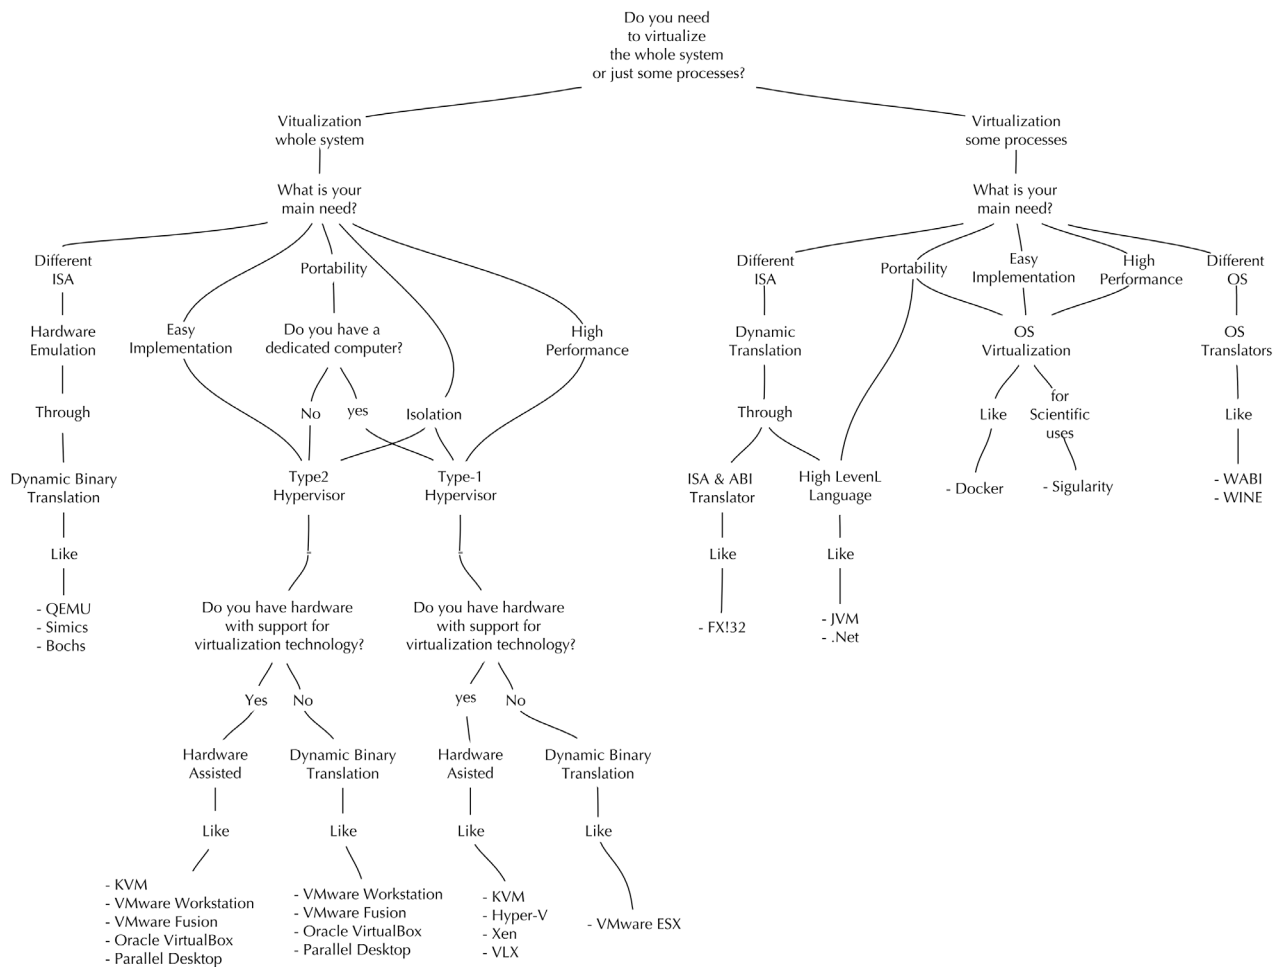 Do you need
to virtualize
the whole system
or just some processes?
Vitualization
whole system
Virtualization
some processes
What is your
main need?
What is your
main need?
Different
ISA
Portability
Easy
Implementation
Hardware
Emulation
Do you have a
dedicated computer?
High
Performance
Through
No
yes
Isolation
Dynamic Binary
Translation
Type2
Hypervisor
Type-1
Hypervisor
Like
- QEMU
- Simics
- Bochs
-
-
Do you have hardware
with support for
virtualization technology?
Do you have hardware
with support for
virtualization technology?
Yes
No
yes
No
Hardware
Assisted
Dynamic Binary
Translation
Hardware
Asisted
Dynamic Binary
Translation
Like
Like
Like
Like
- KVM
- VMware Workstation
- VMware Fusion
- Oracle VirtualBox
- Parallel Desktop
- VMware Workstation
- VMware Fusion
- Oracle VirtualBox
- Parallel Desktop
- KVM
- Hyper-V
- Xen
- VLX
- VMware ESX
Different
ISA
Portability
Easy
Implementation
High
Performance
Different
OS
Dynamic
Translation
OS
Virtualization
OS
Translators
Through
Like
for
Scientific
uses
Like
ISA & ABI
Translator
High LevenL
Language
- Docker
- Sigularity
- WABI
- WINE
Like
Like
- FX!32
- JVM
- .Net